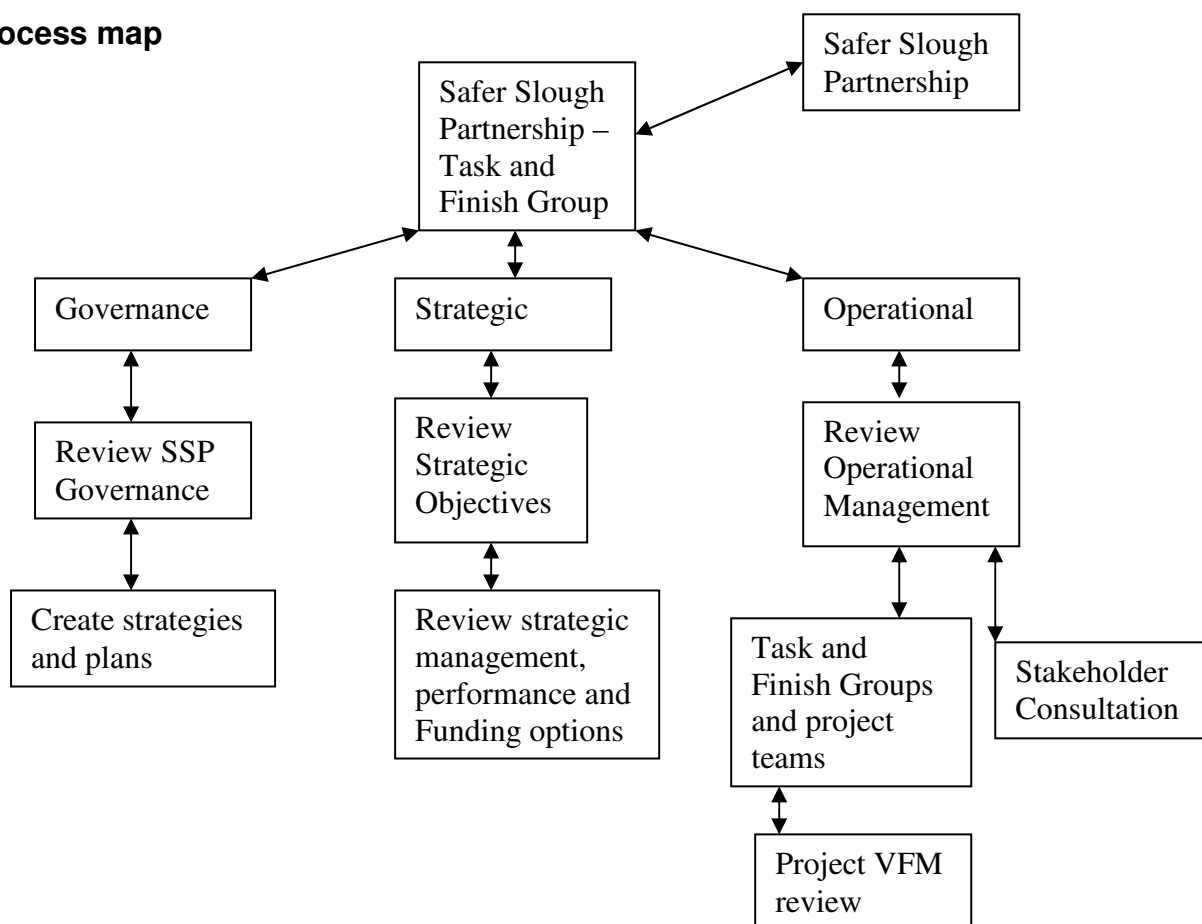 ocess map
Safer Slough
Partnership
Safer Slough
Partnership –
Task and
Finish Group
Governance
Strategic
Operational
Review SSP
Governance
Review
Strategic
Objectives
Review
Operational
Management
Create strategies
and plans
Review strategic
management,
performance and
Funding options
Task and
Finish Groups
and project
teams
Stakeholder
Consultation
Project VFM
review